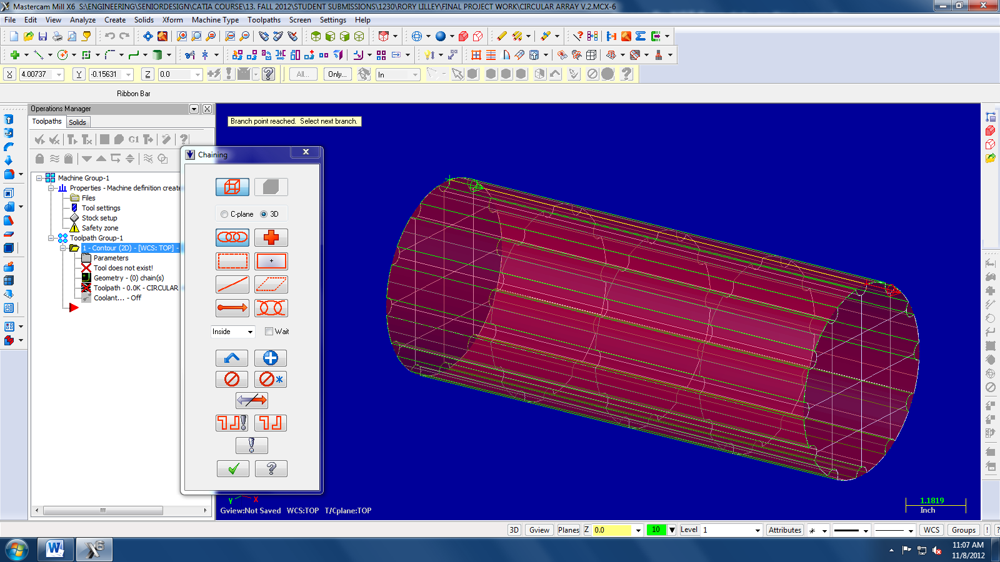 Mastercam Mill X6  S:\ENGINEERING\SENIORDESIGN\CATIA COURSE\13. FALL 2012\STUDENT SUBMISSIONS\1230\RORY LILLEY\FINAL PROJECT WORK\CIRCULAR ARRAY V.2.MCX-6
File Edit View Analyze Create Solids Xform Machine Type Toolpaths Screen Settings Help
X 4.00737 Y -0.15631 Z 0.0 All... Only... In
Ribbon Bar
Operations Manager
Toolpaths Solids
G1
Branch point reached.  Select next branch.
Chaining
C-plane 3D
Inside Wait
Machine Group-1
Properties - Machine definition create
Files
Tool settings
Stock setup
Safety zone
Toolpath Group-1
1 - Contour (2D) - [WCS: TOP] -
Parameters
Tool does not exist!
Geometry - (0) chain(s)
Toolpath - 0.0K - CIRCULAR
Coolant... - Off
Y X
Gview:Not Saved   WCS:TOP   T/Cplane:TOP
1.1819
Inch
3D Gview Planes Z 0.0 10 Level 1 Attributes WCS Groups ! ?
W X6
11:07 AM
11/8/2012